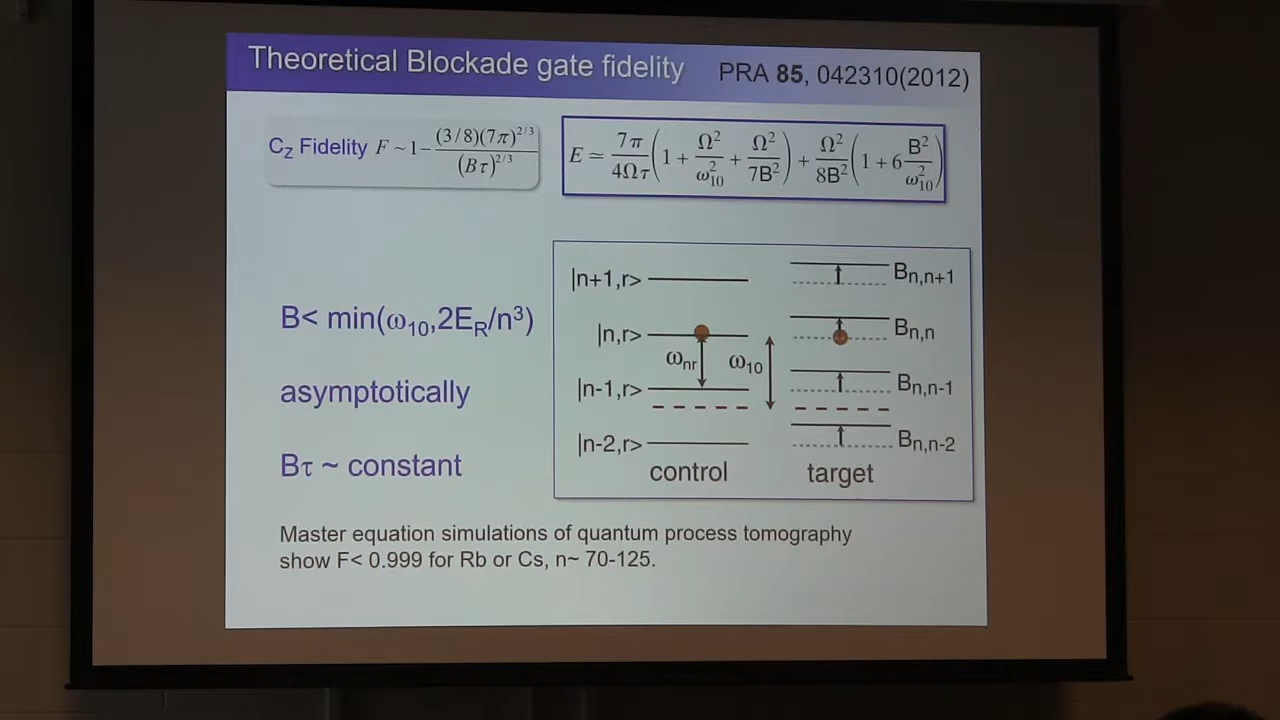 Theoretical Blockade gate fidelity PRA 85, 042310(2012)
C_Z Fidelity F ~ 1 – (3/8)(7π)^{2/3} / (Bτ)^{2/3}
E ≃ 7π/4Ωτ (1 + Ω²/ω²₁₀ + Ω²/7B²) + Ω²/8B² (1 + 6 B²/ω²₁₀)
B< min(ω₁₀,2E_R/n³)
asymptotically
Bτ ~ constant
|n+1,r> B_{n,n+1}
|n,r> B_{n,n}
ω_{nr} ω₁₀
|n-1,r> B_{n,n-1}
|n-2,r> B_{n,n-2}
control target
Master equation simulations of quantum process tomography
show F< 0.999 for Rb or Cs, n~ 70-125.